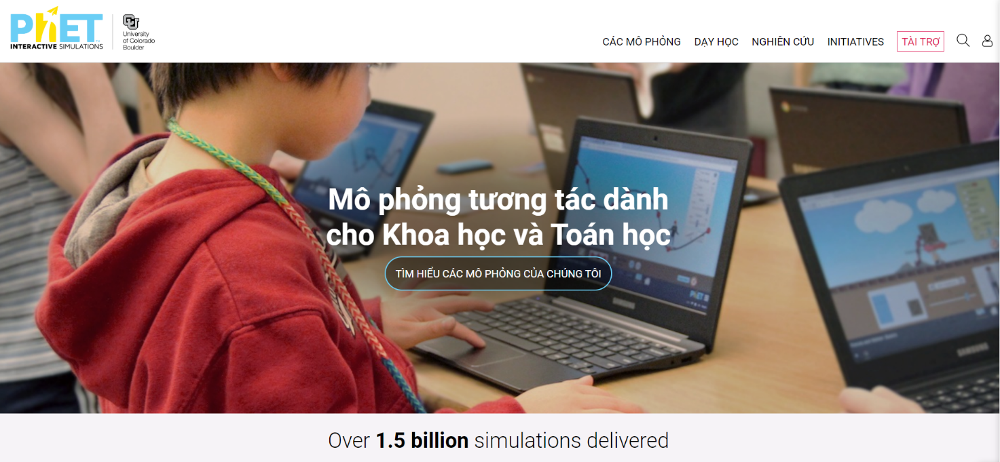 PhET
INTERACTIVE SIMULATIONS
University
of Colorado
Boulder
CÁC MÔ PHỎNG
DẠY HỌC
NGHIÊN CỨU
INITIATIVES
TÀI TRỢ
Mô phỏng tương tác dành
cho Khoa học và Toán học
TÌM HIỂU CÁC MÔ PHỎNG CỦA CHÚNG TÔI
Over 1.5 billion simulations delivered